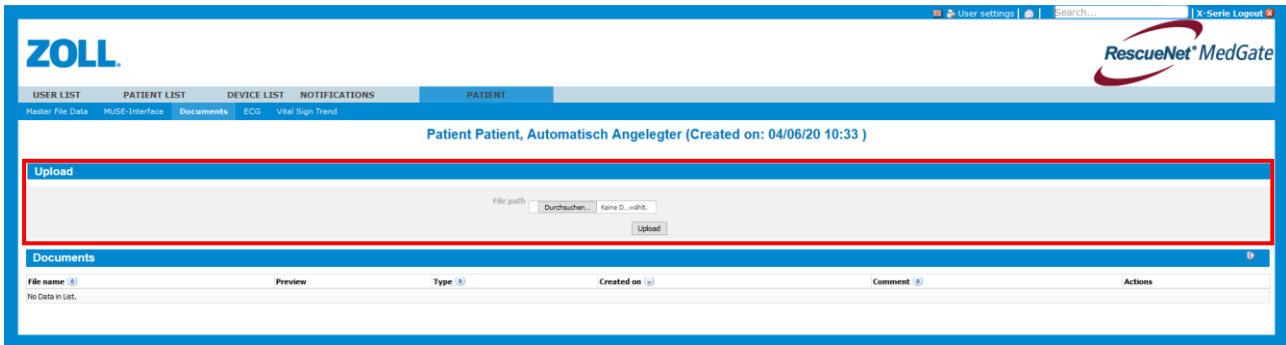 User settings | | Search... | X-Serie Logout
ZOLL.
RescueNet® MedGate
USER LIST PATIENT LIST DEVICE LIST NOTIFICATIONS PATIENT
Master File Data MUSE-Interface Documents ECG Vital Sign Trend
Patient Patient, Automatisch Angelegter (Created on: 04/06/20 10:33 )
Upload
File path Durchsuchen... Keine D...wählt.
Upload
Documents
File name Preview Type Created on Comment Actions
No Data in List.